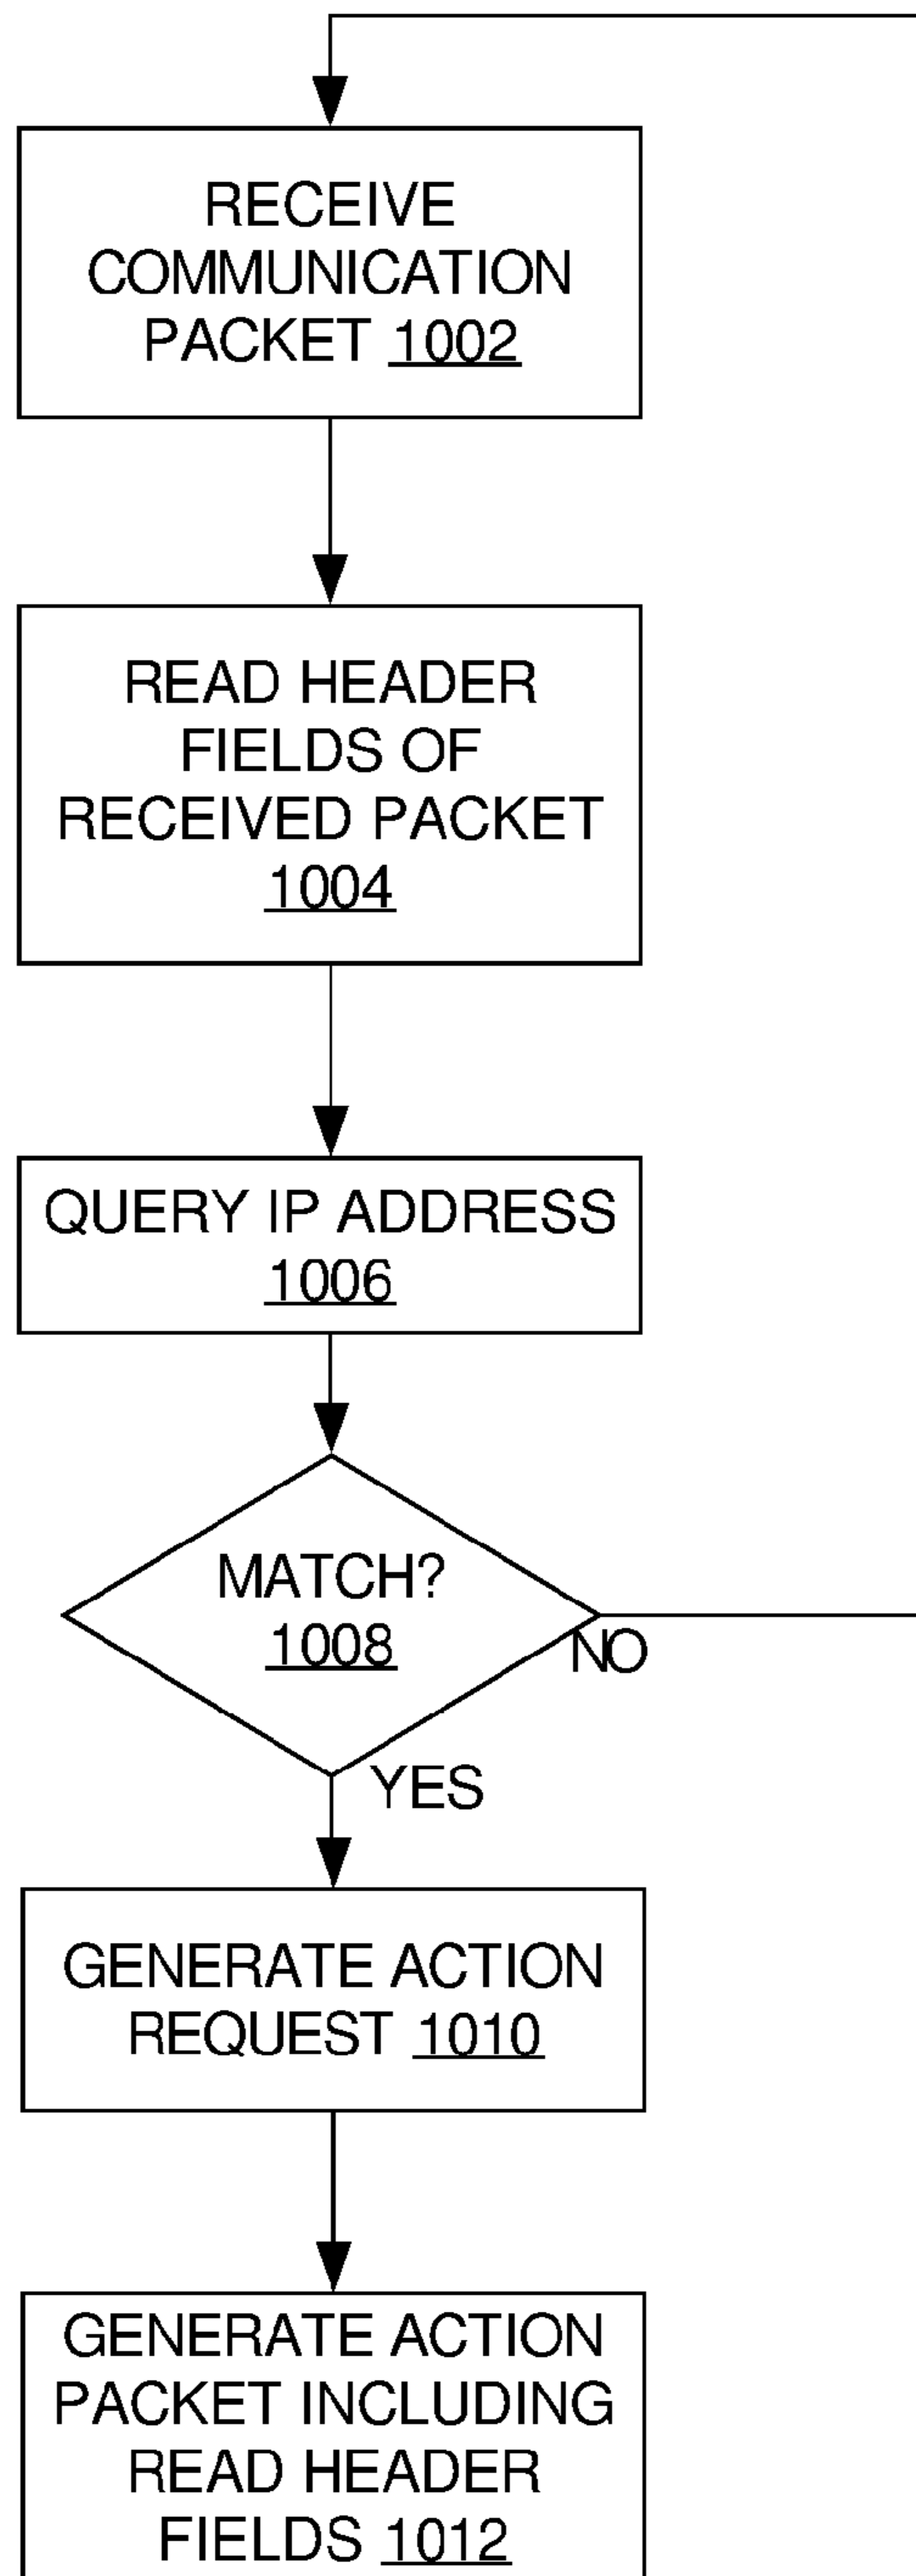 RECEIVE
COMMUNICATION
PACKET 1002
READ HEADER
FIELDS OF
RECEIVED PACKET
1004
QUERY IP ADDRESS
1006
MATCH?
1008
NO
YES
GENERATE ACTION
REQUEST 1010
GENERATE ACTION
PACKET INCLUDING
READ HEADER
FIELDS 1012